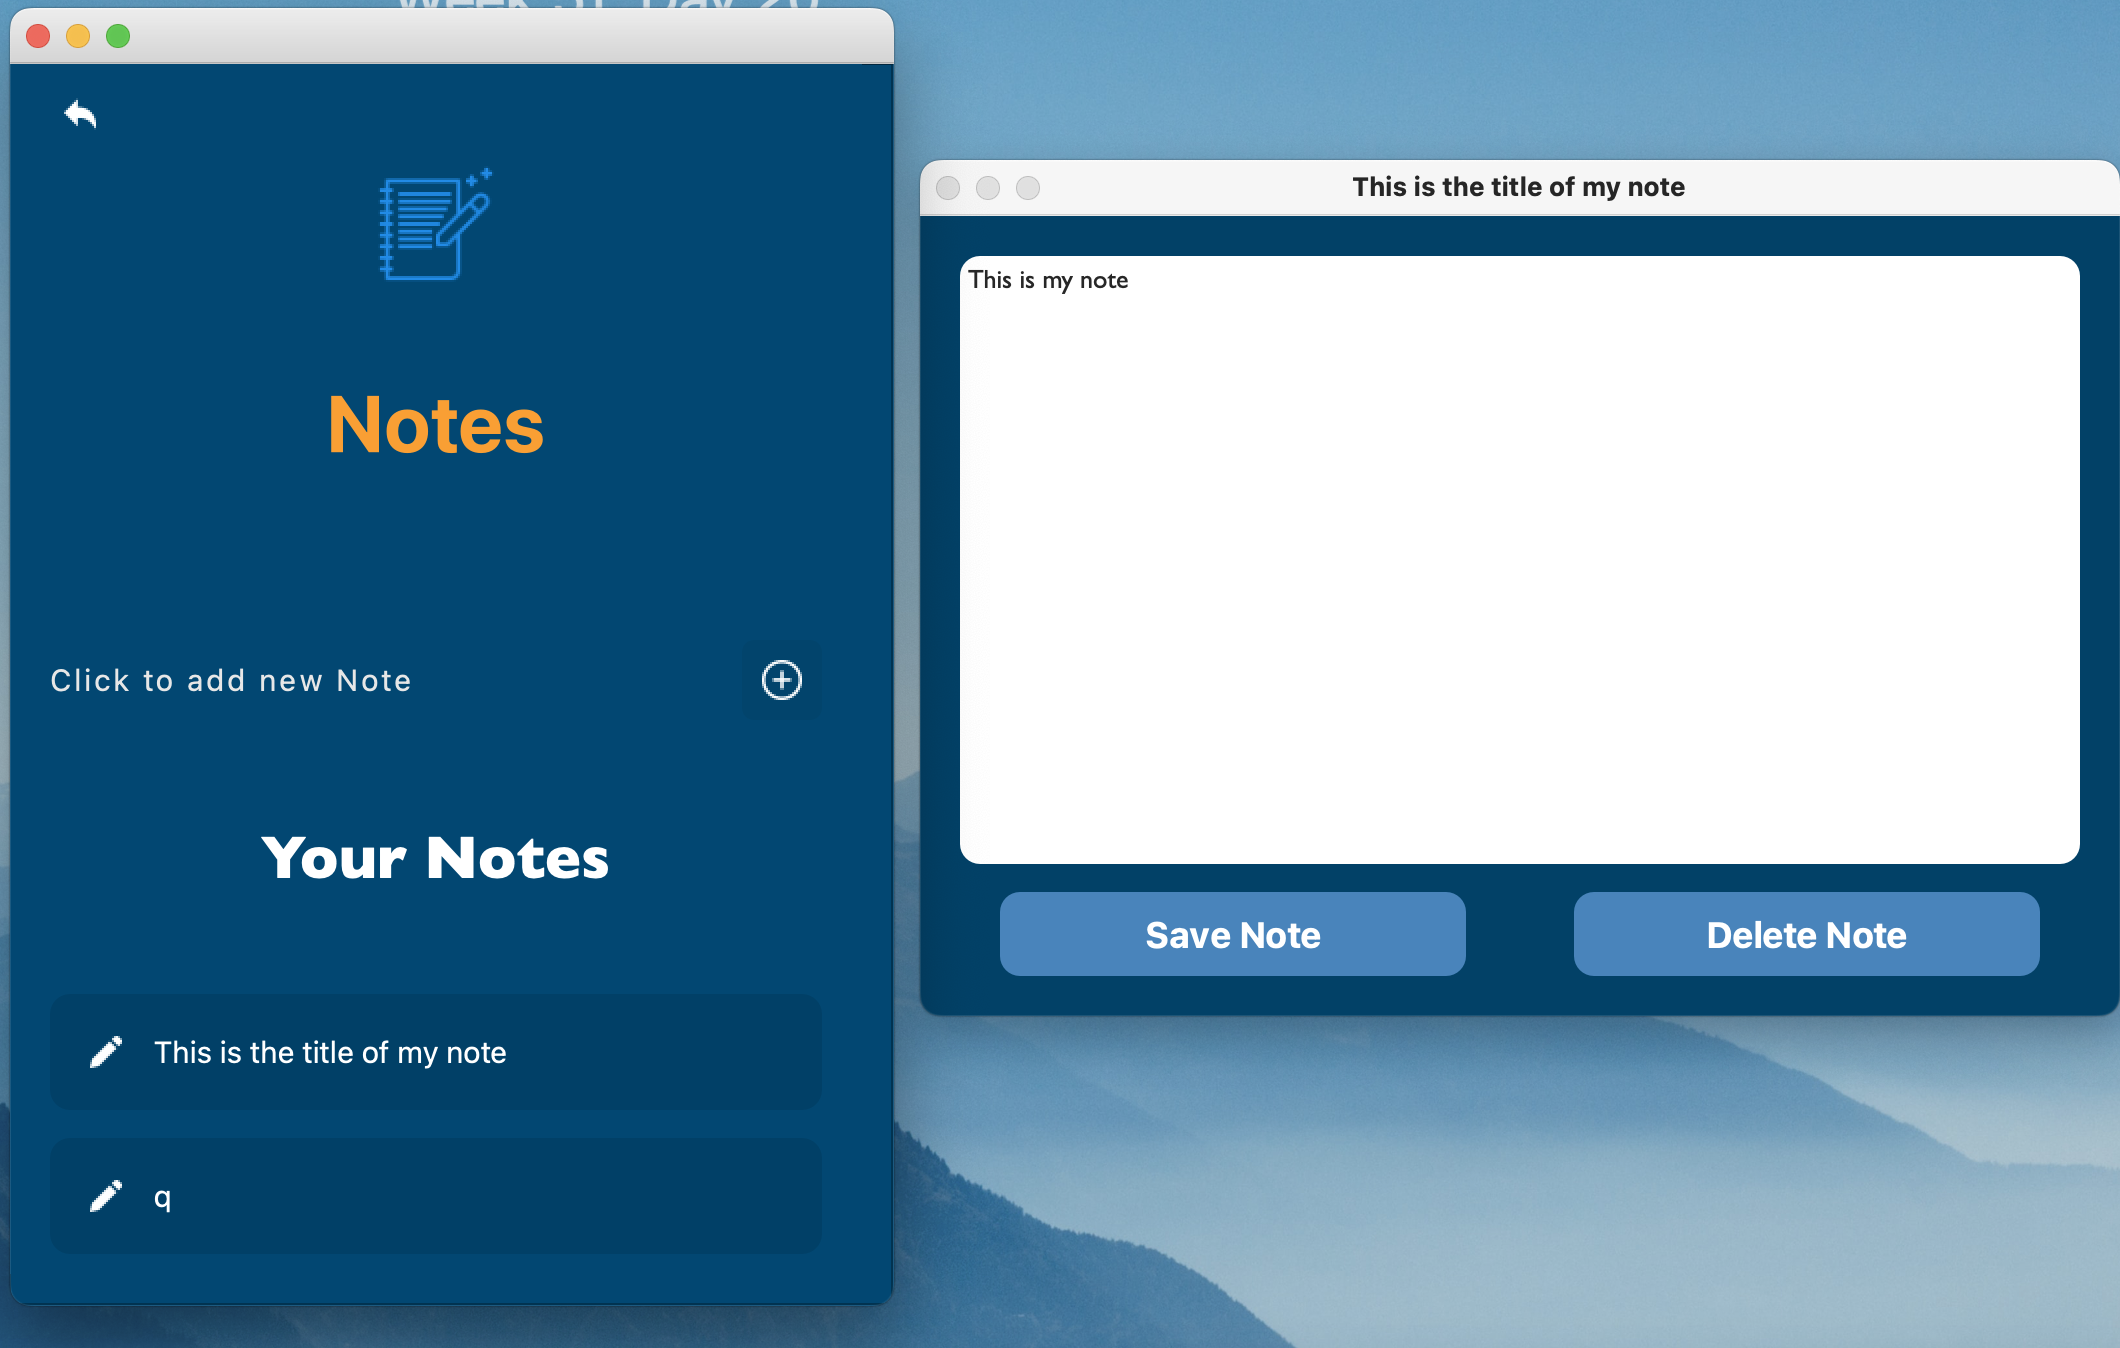 Notes
Click to add new Note
Your Notes
This is the title of my note
q
This is the title of my note
This is my note
Save Note
Delete Note